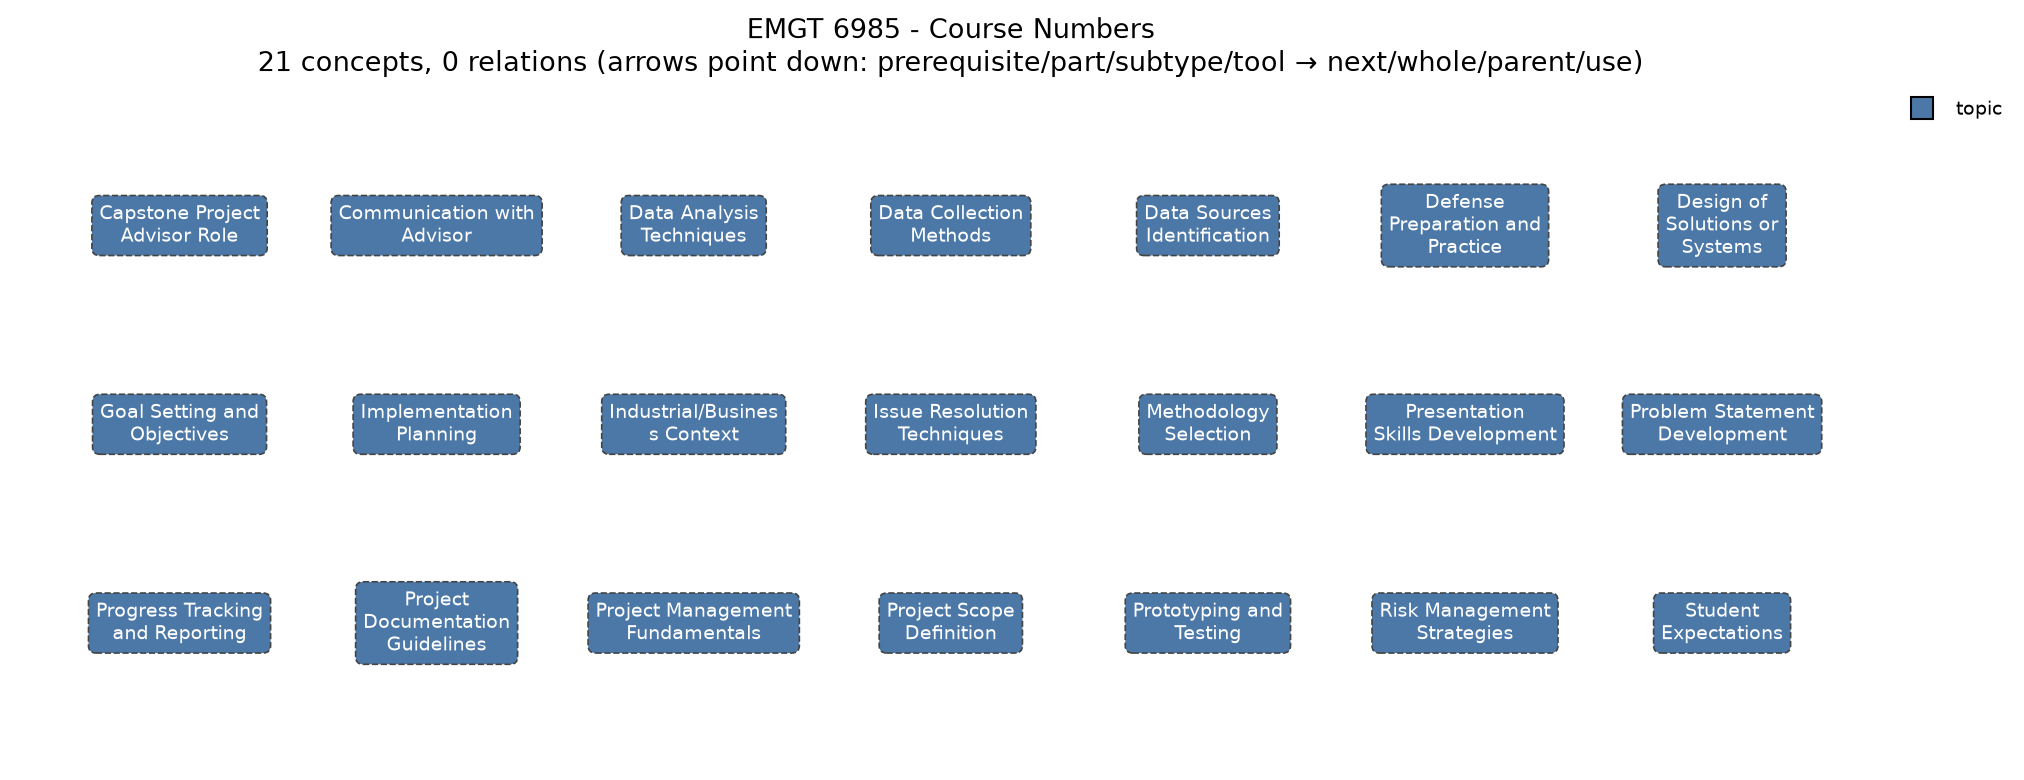 EMGT 6985 - Course Numbers
21 concepts, 0 relations (arrows point down: prerequisite/part/subtype/tool → next/whole/parent/use)
topic
Capstone Project
Advisor Role
Communication with
Advisor
Data Analysis
Techniques
Data Collection
Methods
Data Sources
Identification
Defense
Preparation and
Practice
Design of
Solutions or
Systems
Goal Setting and
Objectives
Implementation
Planning
Industrial/Busines
s Context
Issue Resolution
Techniques
Methodology
Selection
Presentation
Skills Development
Problem Statement
Development
Progress Tracking
and Reporting
Project
Documentation
Guidelines
Project Management
Fundamentals
Project Scope
Definition
Prototyping and
Testing
Risk Management
Strategies
Student
Expectations